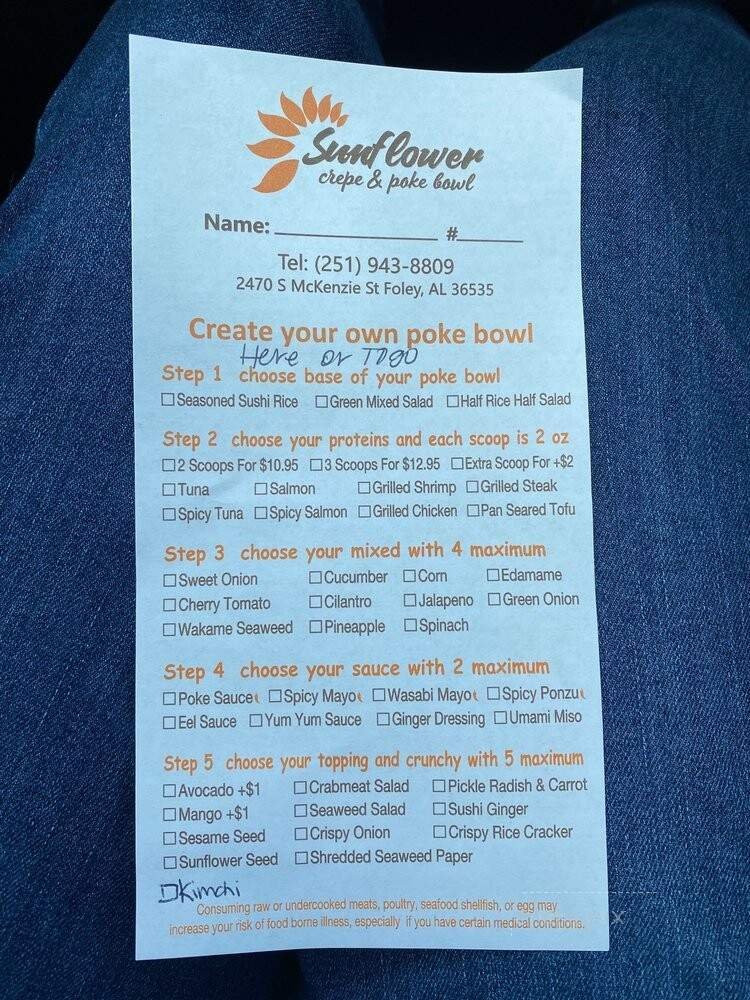 Sunflower
crepe & poke bowl
Name: ____________ #______
Tel: (251) 943-8809
2470 S McKenzie St Foley, AL 36535
Create your own poke bowl
Here or Togo
Step 1 choose base of your poke bowl
☐Seasoned Sushi Rice ☐Green Mixed Salad ☐Half Rice Half Salad
Step 2 choose your proteins and each scoop is 2 oz
☐2 Scoops For $10.95 ☐3 Scoops For $12.95 ☐Extra Scoop For +$2
☐Tuna ☐Salmon ☐Grilled Shrimp ☐Grilled Steak
☐Spicy Tuna ☐Spicy Salmon ☐Grilled Chicken ☐Pan Seared Tofu
Step 3 choose your mixed with 4 maximum
☐Sweet Onion ☐Cucumber ☐Corn ☐Edamame
☐Cherry Tomato ☐Cilantro ☐Jalapeno ☐Green Onion
☐Wakame Seaweed ☐Pineapple ☐Spinach
Step 4 choose your sauce with 2 maximum
☐Poke Sauce ☐Spicy Mayo ☐Wasabi Mayo ☐Spicy Ponzu
☐Eel Sauce ☐Yum Yum Sauce ☐Ginger Dressing ☐Umami Miso
Step 5 choose your topping and crunchy with 5 maximum
☐Avocado +$1 ☐Crabmeat Salad ☐Pickle Radish & Carrot
☐Mango +$1 ☐Seaweed Salad ☐Sushi Ginger
☐Sesame Seed ☐Crispy Onion ☐Crispy Rice Cracker
☐Sunflower Seed ☐Shredded Seaweed Paper
☐Kimchi
Consuming raw or undercooked meats, poultry, seafood shellfish, or egg may
increase your risk of food borne illness, especially if you have certain medical conditions.